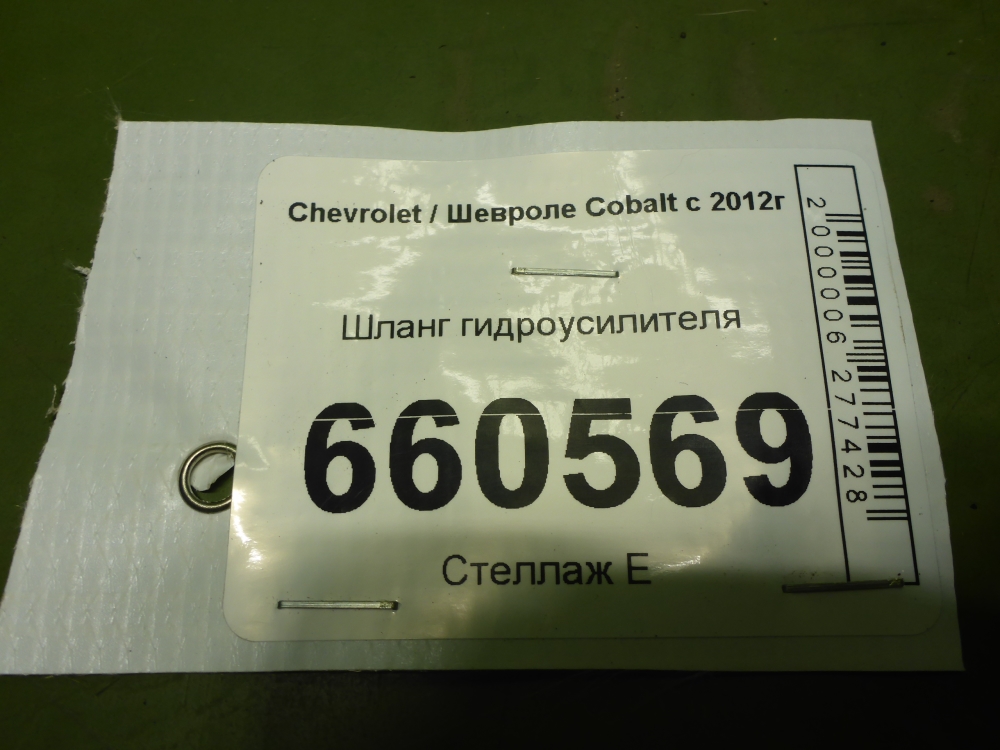 Chevrolet / Шевроле Cobalt с 2012г
Шланг гидроусилителя
660569
Стеллаж Е
2000006277428